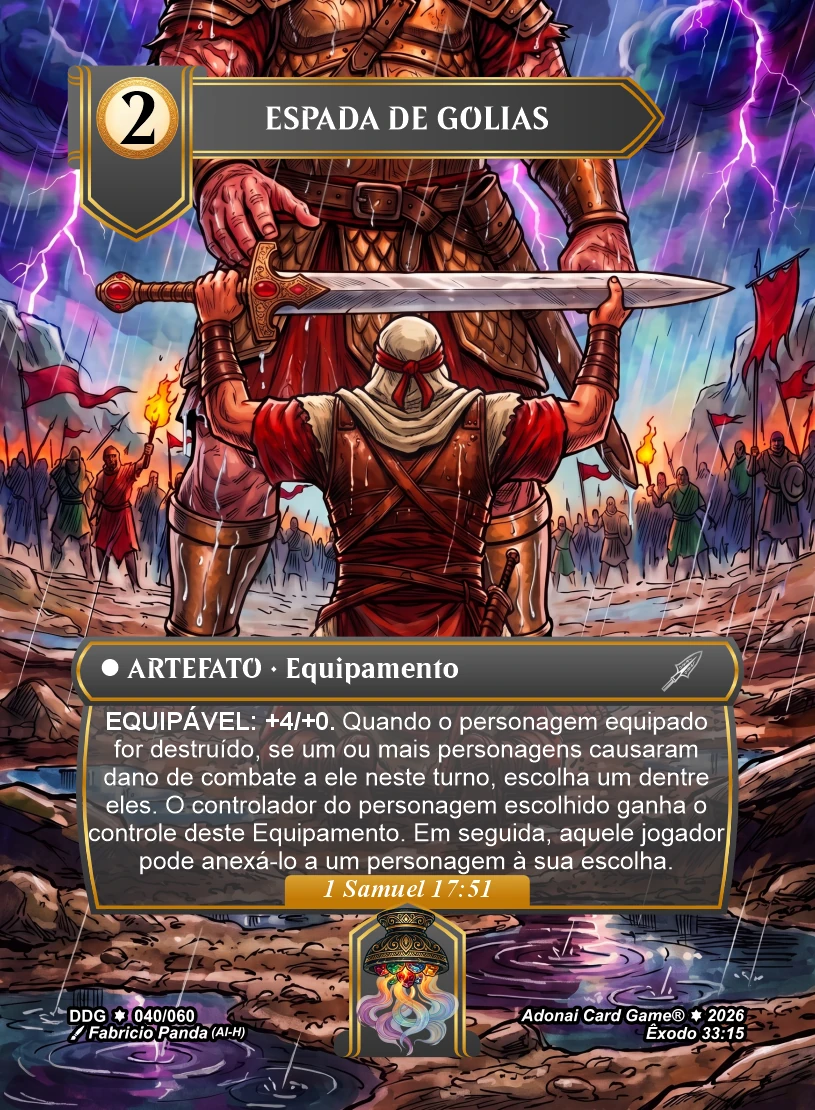 2
ESPADA DE GOLIAS
ARTEFATO · Equipamento
EQUIPÁVEL: +4/+0. Quando o personagem equipado
for destruído, se um ou mais personagens causaram
dano de combate a ele neste turno, escolha um dentre
eles. O controlador do personagem escolhido ganha o
controle deste Equipamento. Em seguida, aquele jogador
pode anexá-lo a um personagem à sua escolha.
1 Samuel 17:51
DDG ✸ 040/060
Fabricio Panda (AI-H)
Adonai Card Game® ✸ 2026
Êxodo 33:15